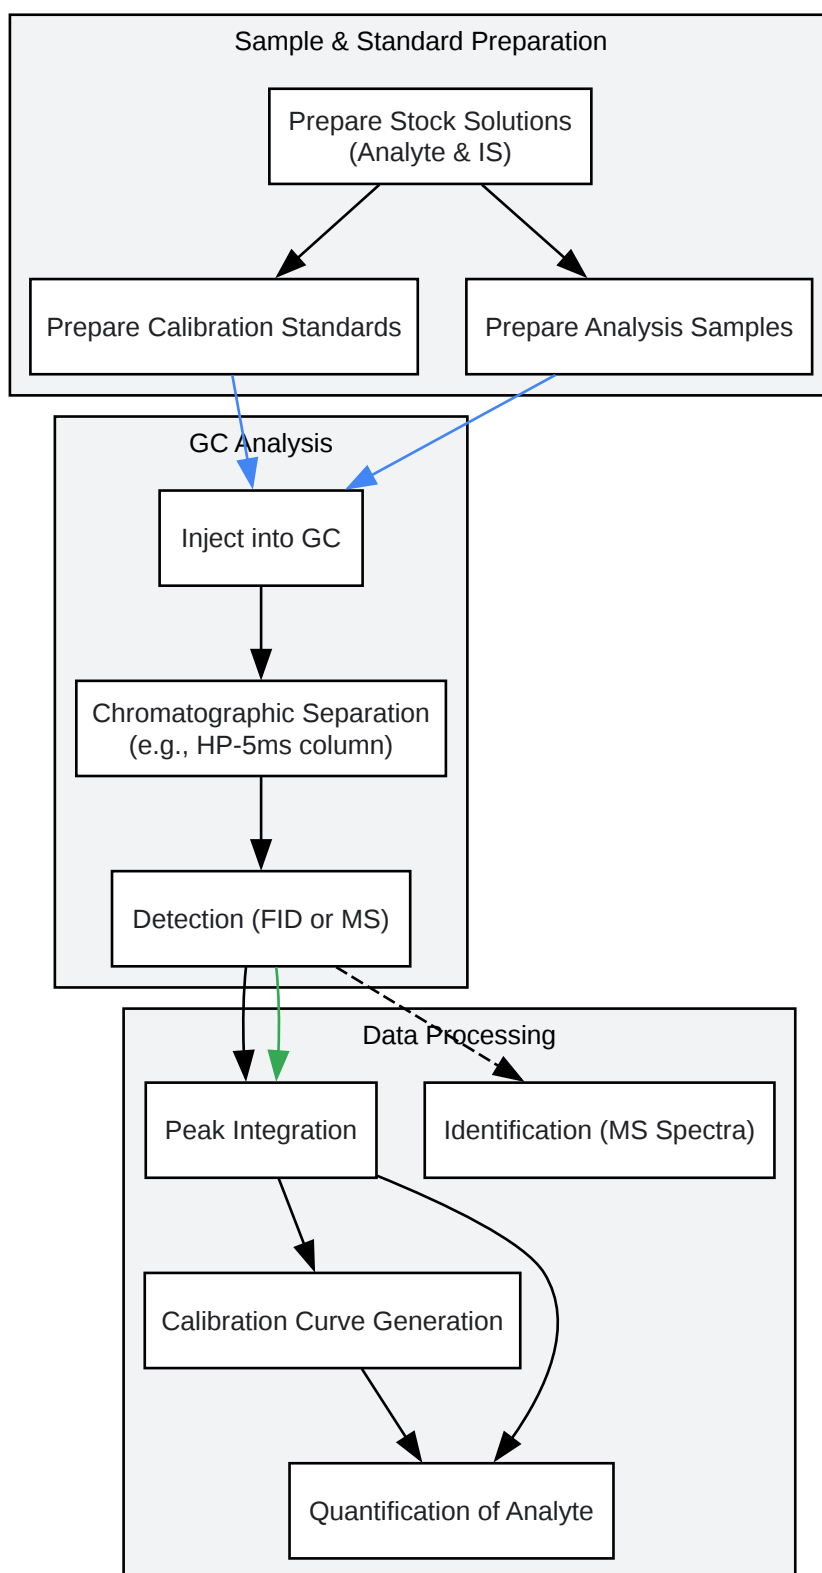 Sample & Standard Preparation
Prepare Stock Solutions
(Analyte & IS)
Prepare Calibration Standards
Prepare Analysis Samples
GC Analysis
Inject into GC
Chromatographic Separation
(e.g., HP-5ms column)
Detection (FID or MS)
Data Processing
Peak Integration
Identification (MS Spectra)
Calibration Curve Generation
Quantification of Analyte